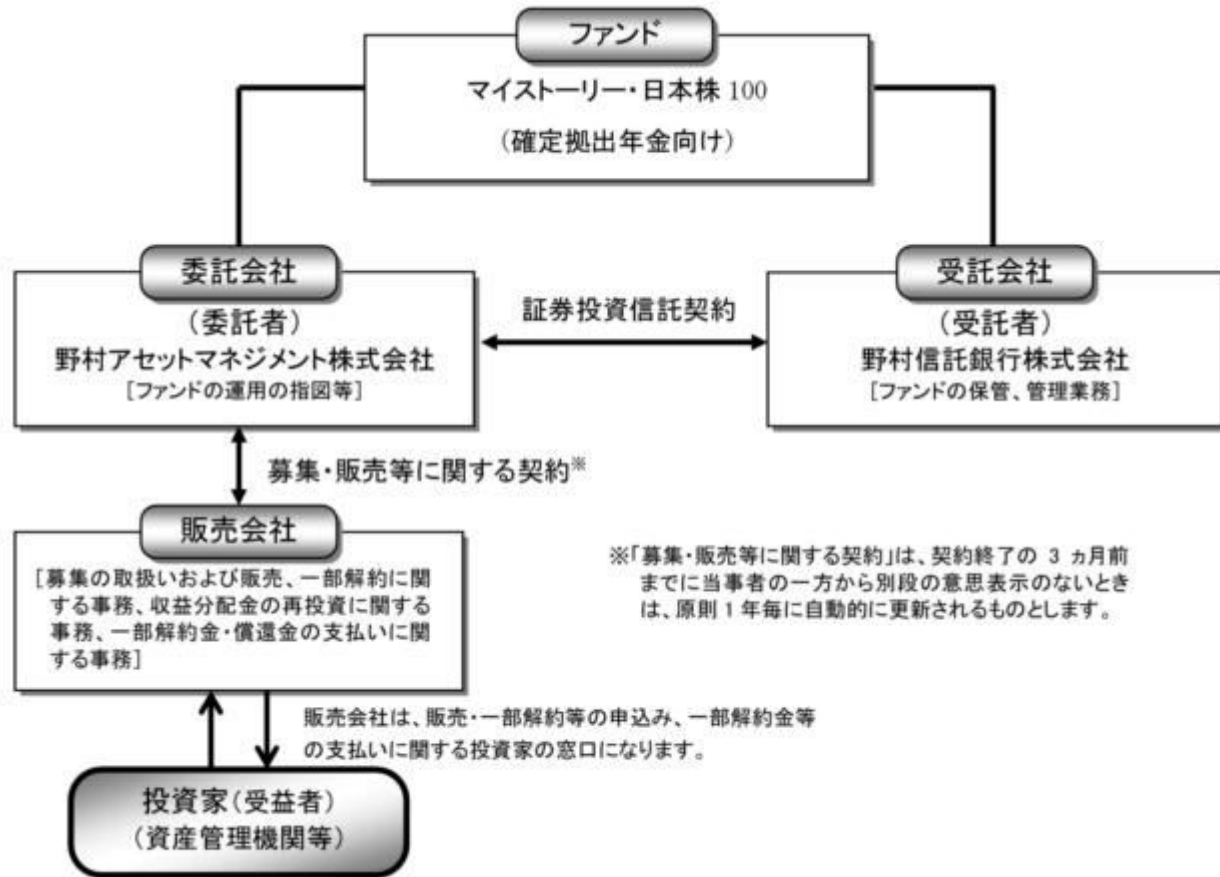 ファンド
マイストーリー・日本株 100
(確定拠出年金向け)
委託会社
(委託者)
野村アセットマネジメント株式会社
[ファンドの運用の指図等]
証券投資信託契約
受託会社
(受託者)
野村信託銀行株式会社
[ファンドの保管、管理業務]
募集・販売等に関する契約※
販売会社
[募集の取扱いおよび販売、一部解約に関
する事務、収益分配金の再投資に関する
事務、一部解約金・償還金の支払いに関
する事務]
※「募集・販売等に関する契約」は、契約終了の 3 ヵ月前
までに当事者の一方から別段の意思表示のないとき
は、原則 1 年毎に自動的に更新されるものとします。
販売会社は、販売・一部解約等の申込み、一部解約金等
の支払いに関する投資家の窓口になります。
投資家(受益者)
(資産管理機関等)